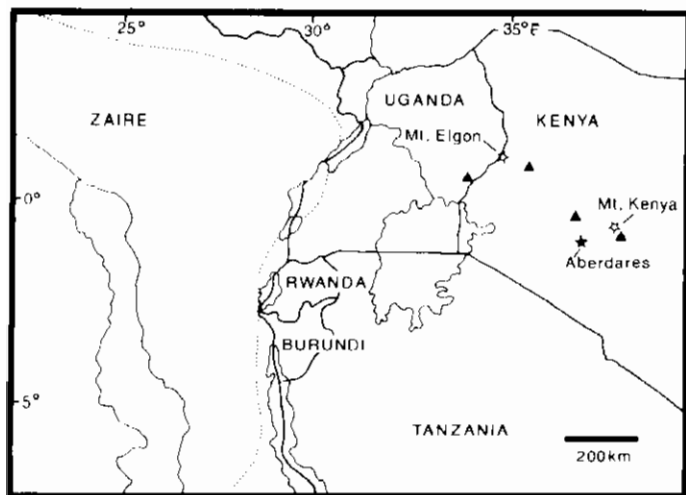 25°
30°
35°E
ZAIRE
UGANDA
KENYA
Mt. Elgon
0°
Mt. Kenya
Aberdares
RWANDA
BURUNDI
5°
TANZANIA
200km